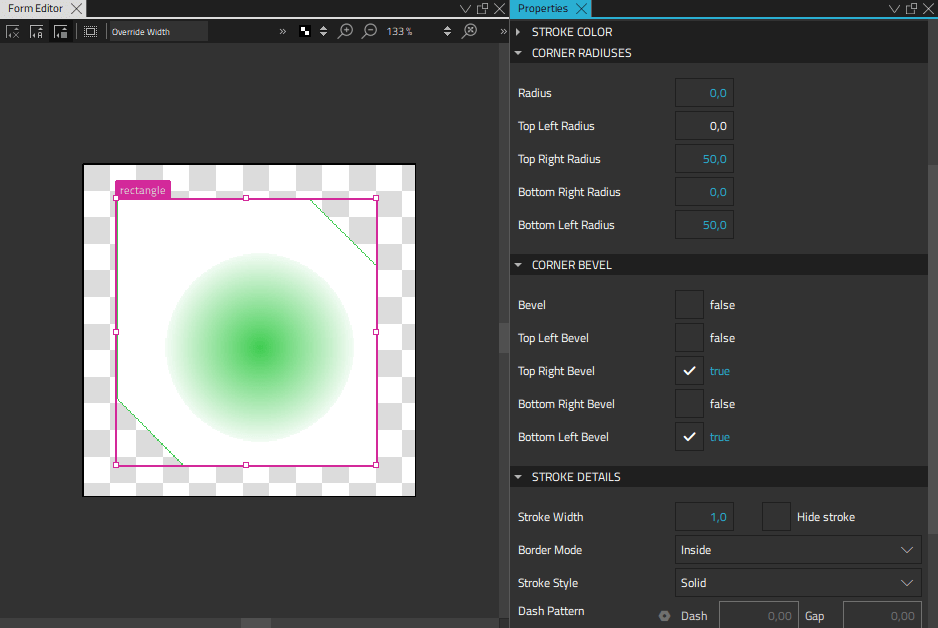 Form Editor
Override Width
133 %
rectangle
Properties
STROKE COLOR
CORNER RADIUSES
Radius 0,0
Top Left Radius 0,0
Top Right Radius 50,0
Bottom Right Radius 0,0
Bottom Left Radius 50,0
CORNER BEVEL
Bevel false
Top Left Bevel false
Top Right Bevel true
Bottom Right Bevel false
Bottom Left Bevel true
STROKE DETAILS
Stroke Width 1,0 Hide stroke
Border Mode Inside
Stroke Style Solid
Dash Pattern Dash 0,00 Gap 0,00